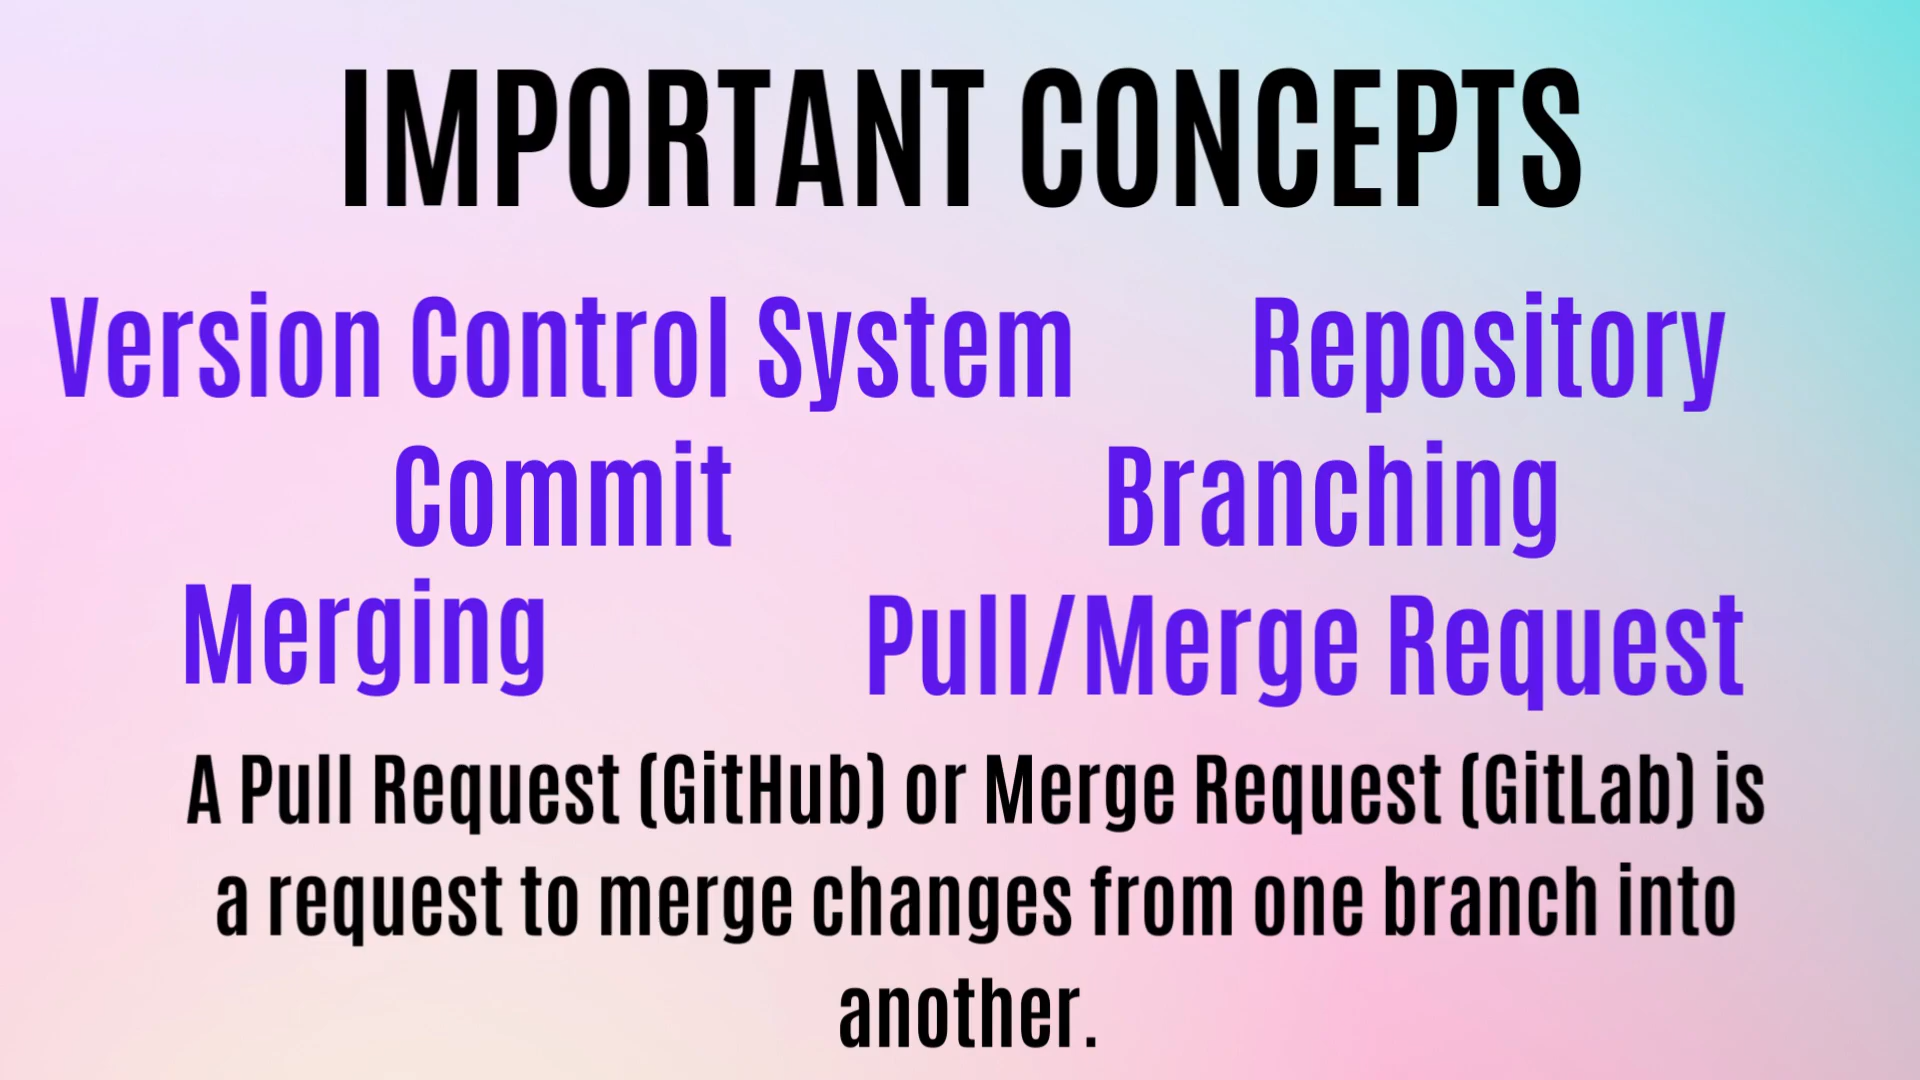 IMPORTANT CONCEPTS
Version Control System Repository
Commit Branching
Merging Pull/Merge Request
A Pull Request (GitHub) or Merge Request (GitLab) is
a request to merge changes from one branch into
another.